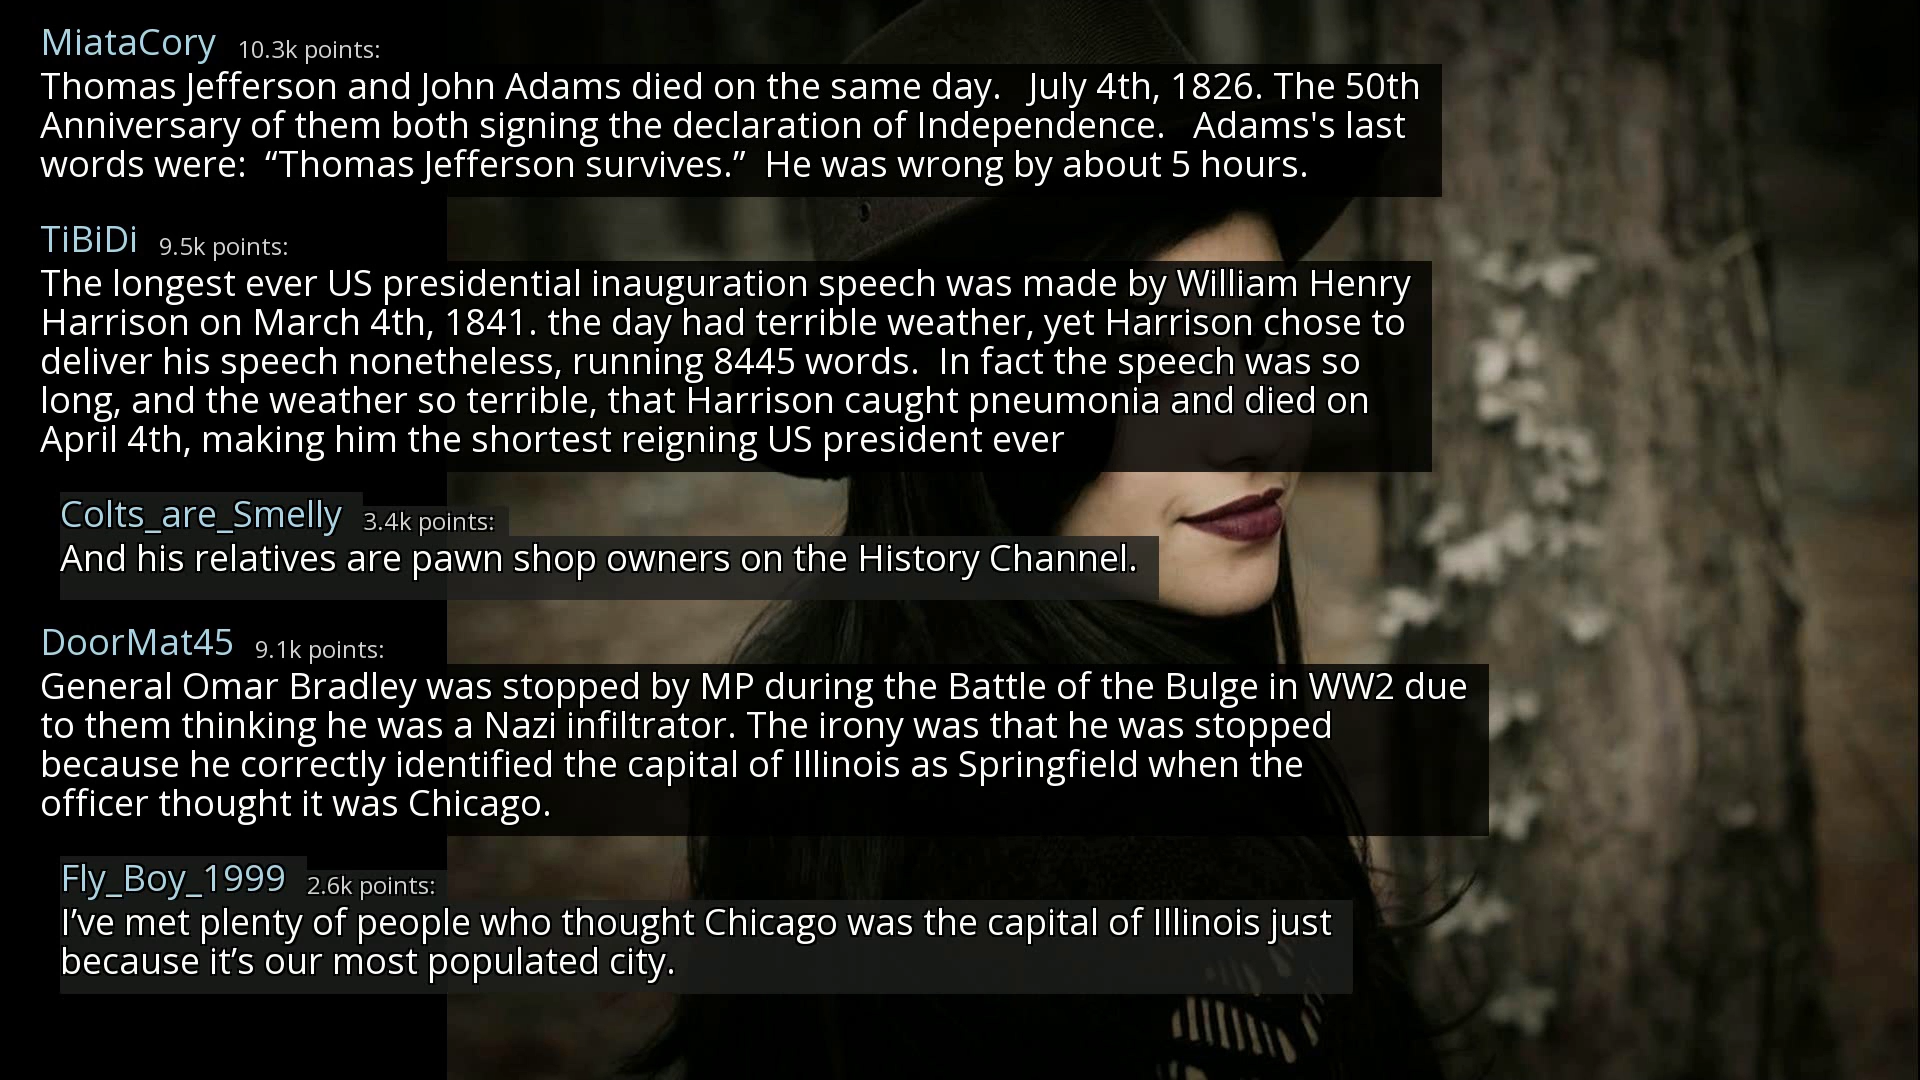 MiataCory 10.3k points:
Thomas Jefferson and John Adams died on the same day.   July 4th, 1826. The 50th
Anniversary of them both signing the declaration of Independence.   Adams's last
words were:  “Thomas Jefferson survives.”  He was wrong by about 5 hours.
TiBiDi 9.5k points:
The longest ever US presidential inauguration speech was made by William Henry
Harrison on March 4th, 1841. the day had terrible weather, yet Harrison chose to
deliver his speech nonetheless, running 8445 words.  In fact the speech was so
long, and the weather so terrible, that Harrison caught pneumonia and died on
April 4th, making him the shortest reigning US president ever
Colts_are_Smelly 3.4k points:
And his relatives are pawn shop owners on the History Channel.
DoorMat45 9.1k points:
General Omar Bradley was stopped by MP during the Battle of the Bulge in WW2 due
to them thinking he was a Nazi infiltrator. The irony was that he was stopped
because he correctly identified the capital of Illinois as Springfield when the
officer thought it was Chicago.
Fly_Boy_1999 2.6k points:
I’ve met plenty of people who thought Chicago was the capital of Illinois just
because it’s our most populated city.